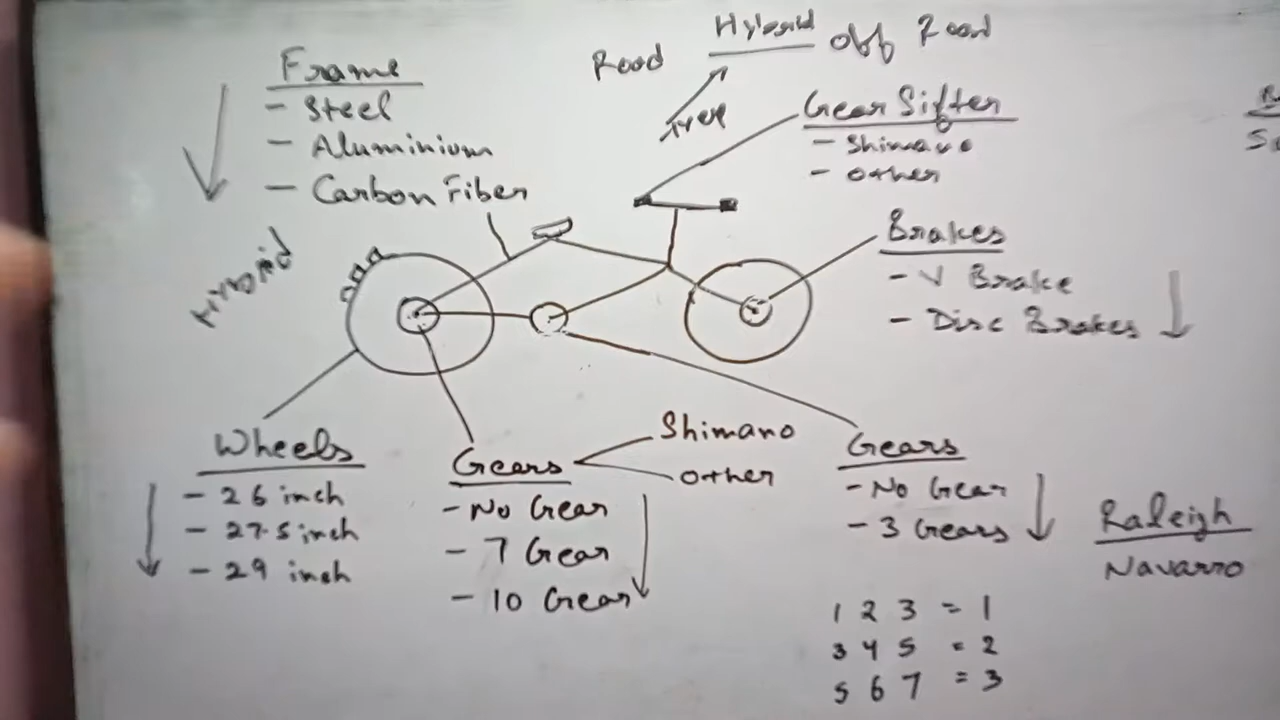 Hybrid
Road
off Road
Tyre
Frame
- Steel
- Aluminium
- Carbon Fiber
Gear Sifter
- Shimano
- other
Hybrid
Brakes
- V Brake
- Disc Brakes
Wheels
- 26 inch
- 27.5 inch
- 29 inch
Gears
Shimano
other
- No Gear
- 7 Gear
- 10 Gear
Gears
- No Gear
- 3 Gears
Raleigh
Navarro
1 2 3 = 1
3 4 5 = 2
5 6 7 = 3